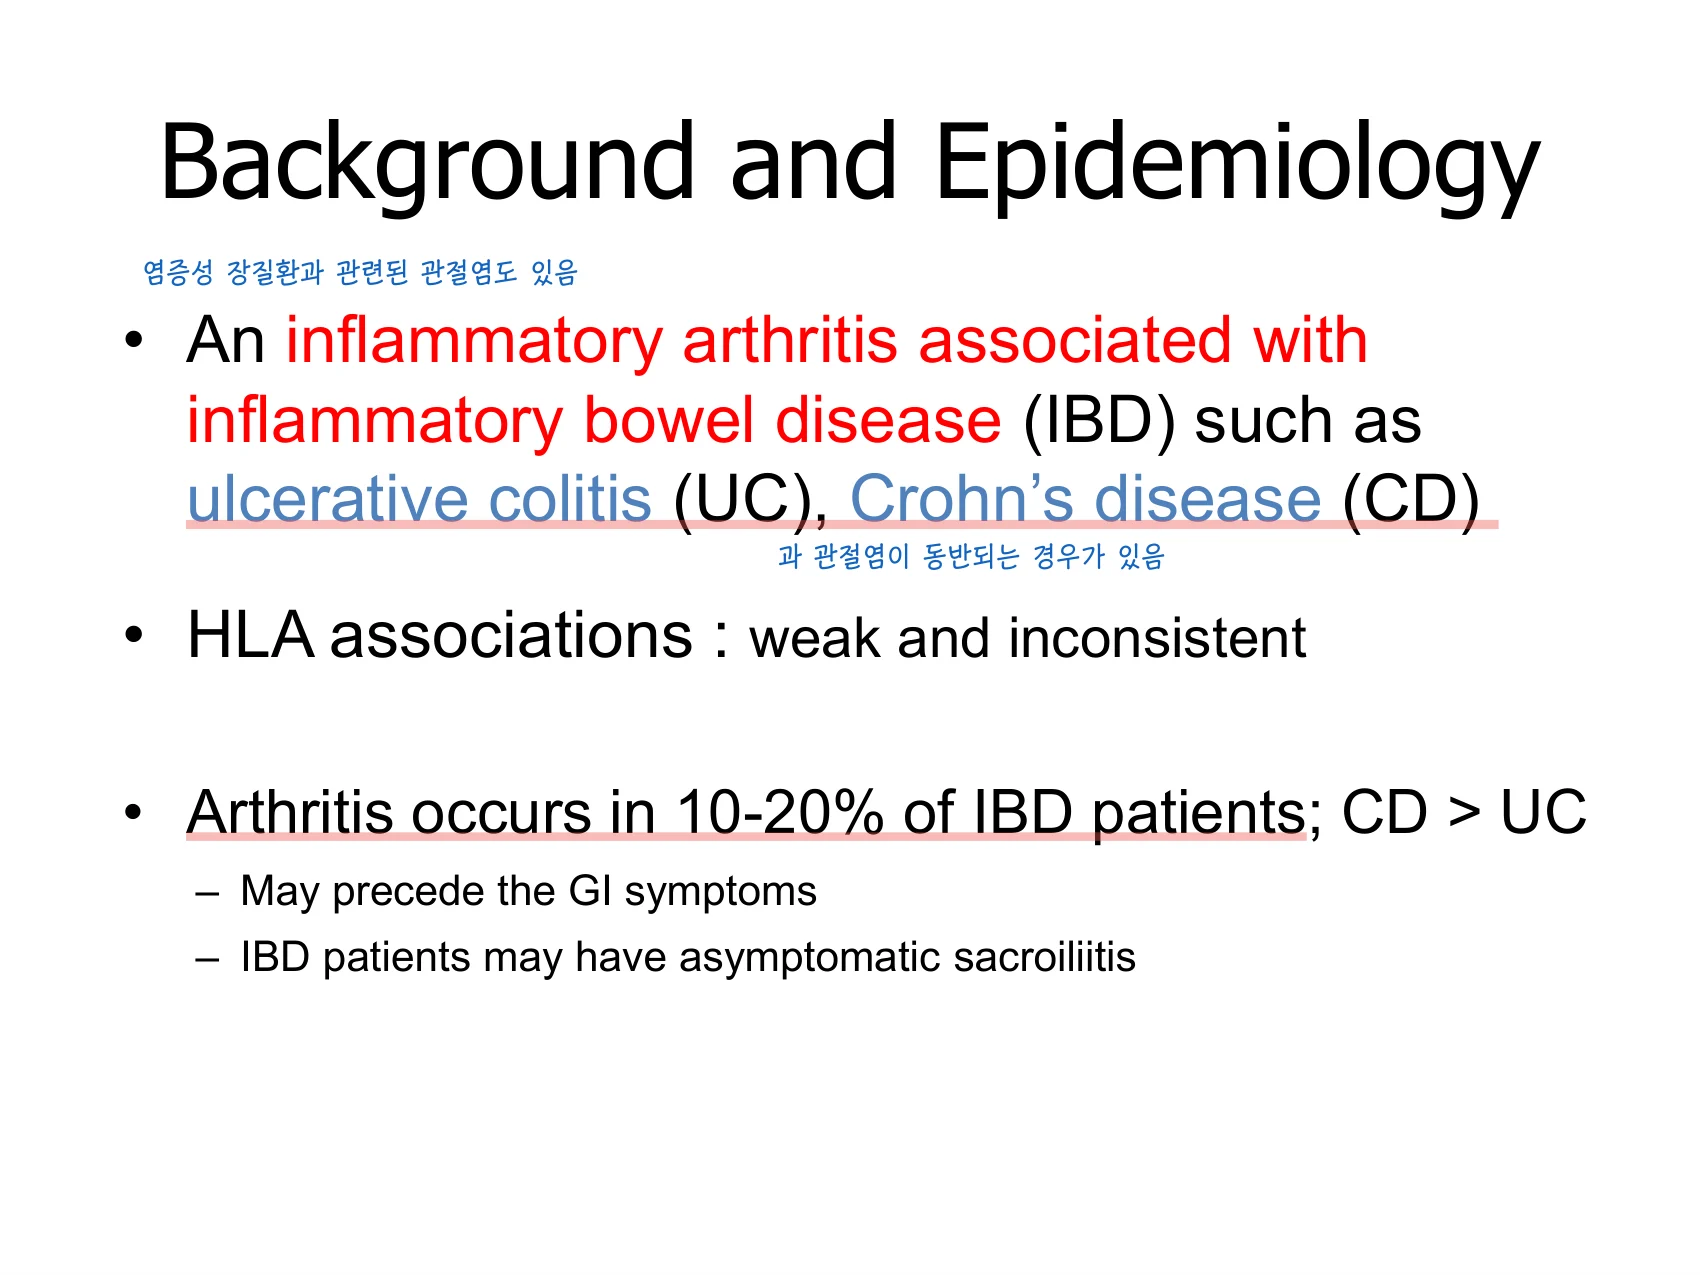 Background and Epidemiology
염증성 장질환과 관련된 관절염도 있음
• An inflammatory arthritis associated with
inflammatory bowel disease (IBD) such as
ulcerative colitis (UC), Crohn’s disease (CD)
과 관절염이 동반되는 경우가 있음
• HLA associations : weak and inconsistent
• Arthritis occurs in 10-20% of IBD patients; CD > UC
– May precede the GI symptoms
– IBD patients may have asymptomatic sacroiliitis